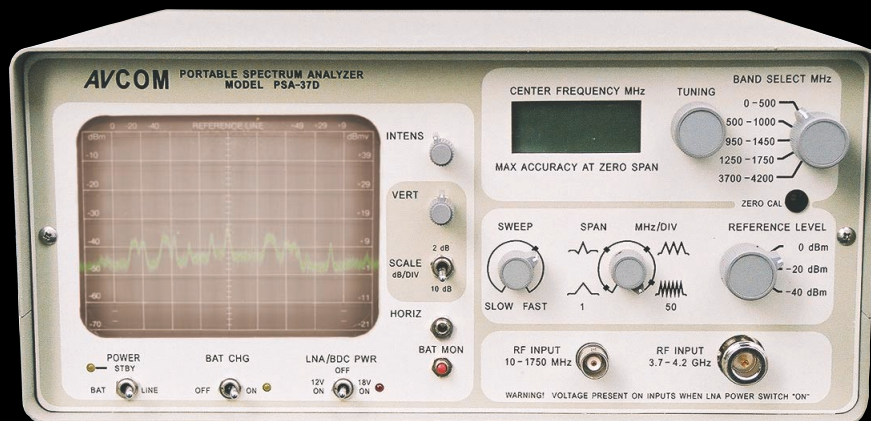 AVCOM PORTABLE SPECTRUM ANALYZER
MODEL PSA-37D
0 -20 -40 REFERENCE LINE -49 -29 +9
dBm dBmv
-10 +39
-20 -29
-30 -19
-40 +9
-50 -1
-60 -11
-70 -21
INTENS
VERT
2 dB
SCALE
dB/DIV
10 dB
HORIZ
BAT MON
POWER
STBY
BAT LINE
BAT CHG
OFF ON
LNA/BDC PWR
OFF
12V 18V
ON ON
CENTER FREQUENCY MHz
MAX ACCURACY AT ZERO SPAN
TUNING
BAND SELECT MHz
0-500
500-1000
950-1450
1250-1750
3700-4200
ZERO CAL
SWEEP
SLOW FAST
SPAN MHz/DIV
1 50
REFERENCE LEVEL
0 dBm
-20 dBm
-40 dBm
RF INPUT
10-1750 MHz
RF INPUT
3.7-4.2 GHz
WARNING! VOLTAGE PRESENT ON INPUTS WHEN LNA POWER SWITCH "ON"